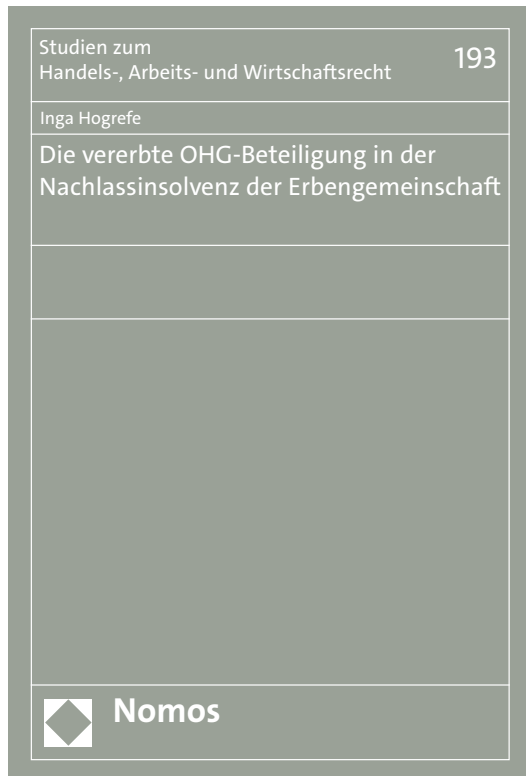 Studien zum
Handels-, Arbeits- und Wirtschaftsrecht
193
Inga Hogrefe
Die vererbte OHG-Beteiligung in der
Nachlassinsolvenz der Erbengemeinschaft
Nomos